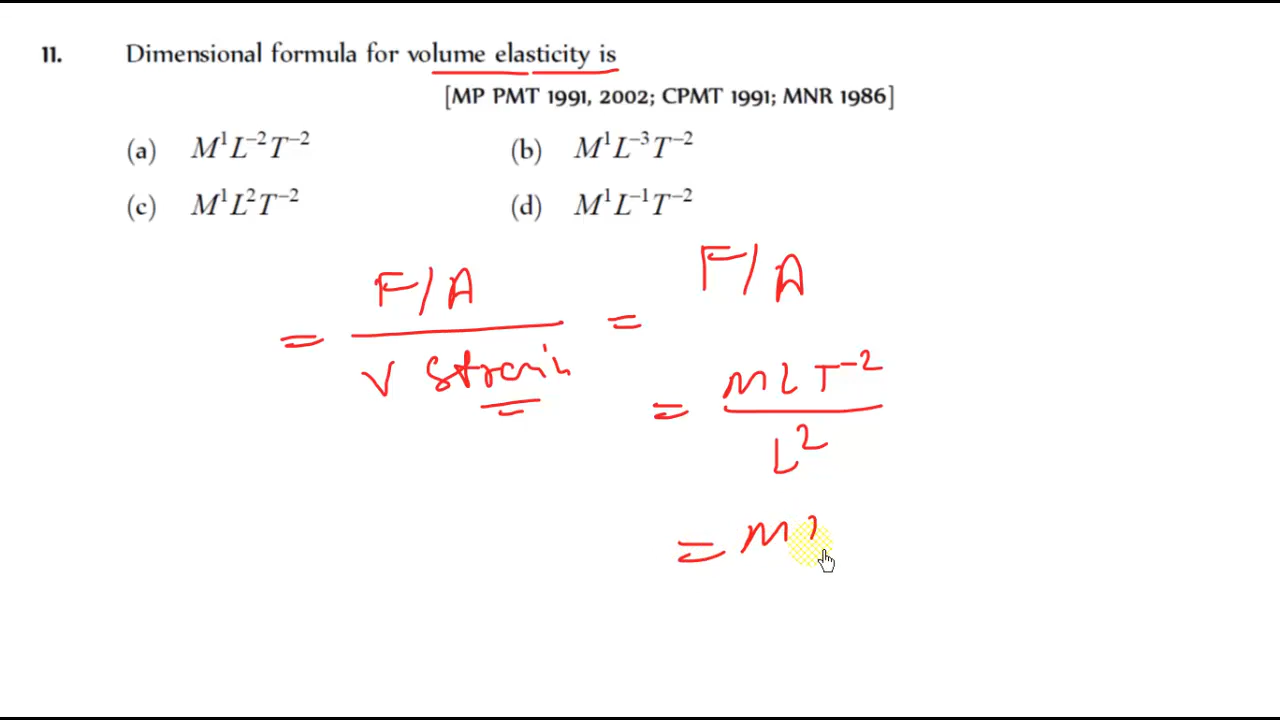 11. Dimensional formula for volume elasticity is
[MP PMT 1991, 2002; CPMT 1991; MNR 1986]
(a) M¹L⁻²T⁻² (b) M¹L⁻³T⁻²
(c) M¹L²T⁻² (d) M¹L⁻¹T⁻²
= F/A / V strain = F/A
= MLT⁻² / L²
= M